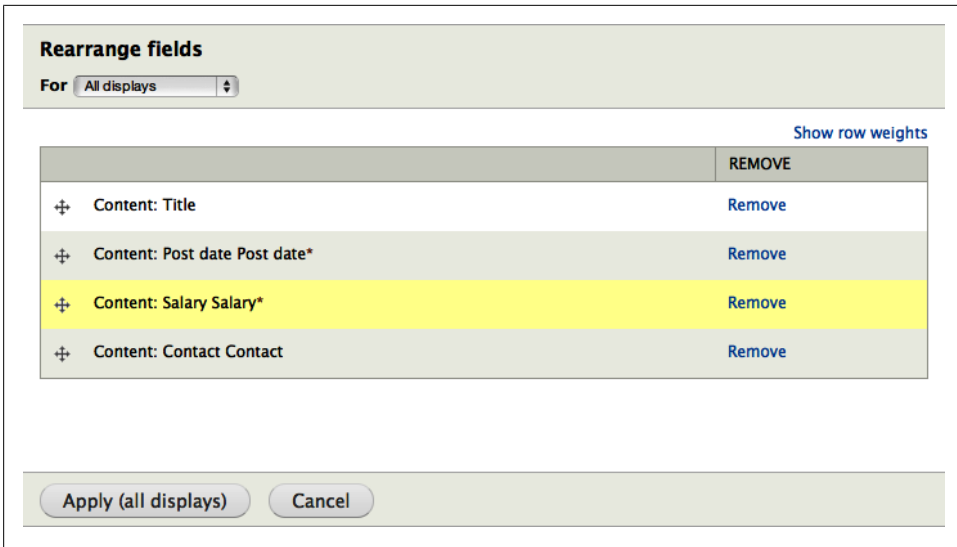 Rearrange fields
For All displays
Show row weights
REMOVE
Content: Title Remove
Content: Post date Post date* Remove
Content: Salary Salary* Remove
Content: Contact Contact Remove
Apply (all displays) Cancel